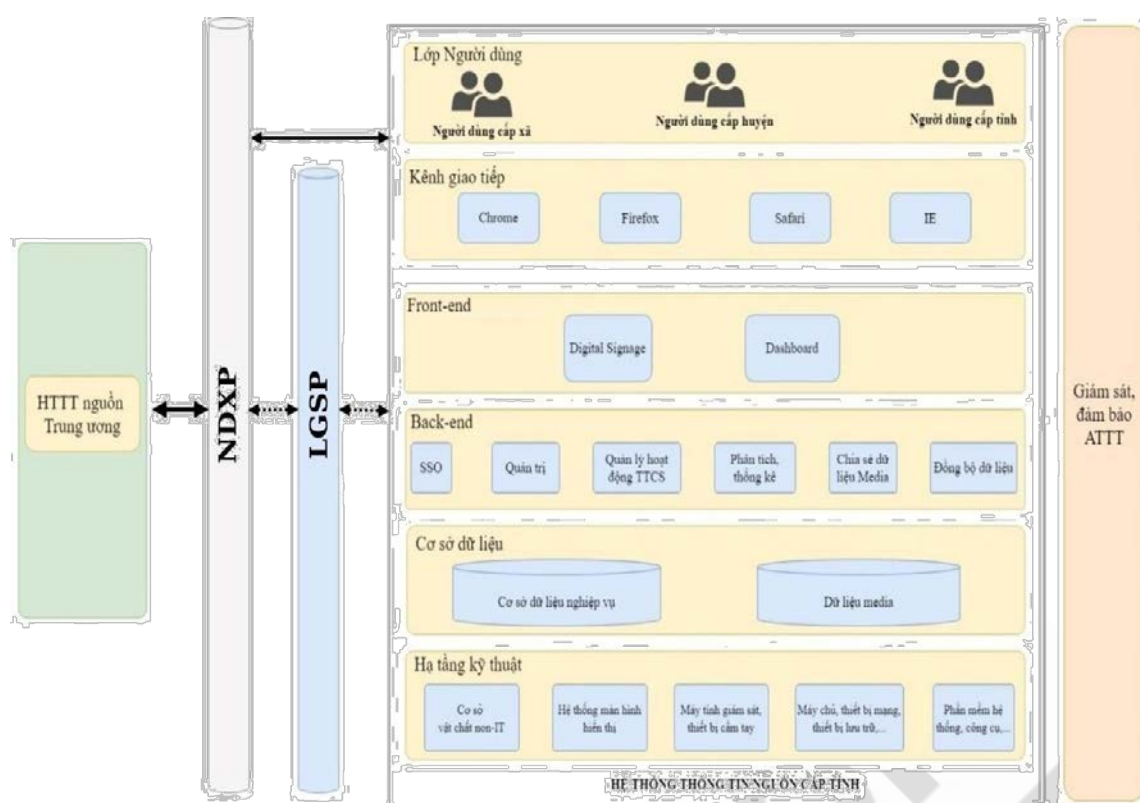 HTTT nguồn
Trung ương
NDXP
LGSP
Lớp Người dùng
Người dùng cấp xã
Người dùng cấp huyện
Người dùng cấp tỉnh
Kênh giao tiếp
Chrome
Firefox
Safari
IE
Front-end
Digital Signage
Dashboard
Back-end
SSO
Quản trị
Quản lý hoạt
động TTCS
Phân tích,
thống kê
Chia sẻ dữ
liệu Media
Đồng bộ dữ liệu
Cơ sở dữ liệu
Cơ sở dữ liệu nghiệp vụ
Dữ liệu media
Hạ tầng kỹ thuật
Cơ sở
vật chất non-IT
Hệ thống màn hình
hiển thị
Máy tính giám sát,
thiết bị cầm tay
Máy chủ, thiết bị mạng,
thiết bị lưu trữ,...
Phần mềm hệ
thống, công cụ,...
HỆ THỐNG THÔNG TIN NGUỒN CẤP TỈNH
Giám sát,
đảm bảo
ATTT